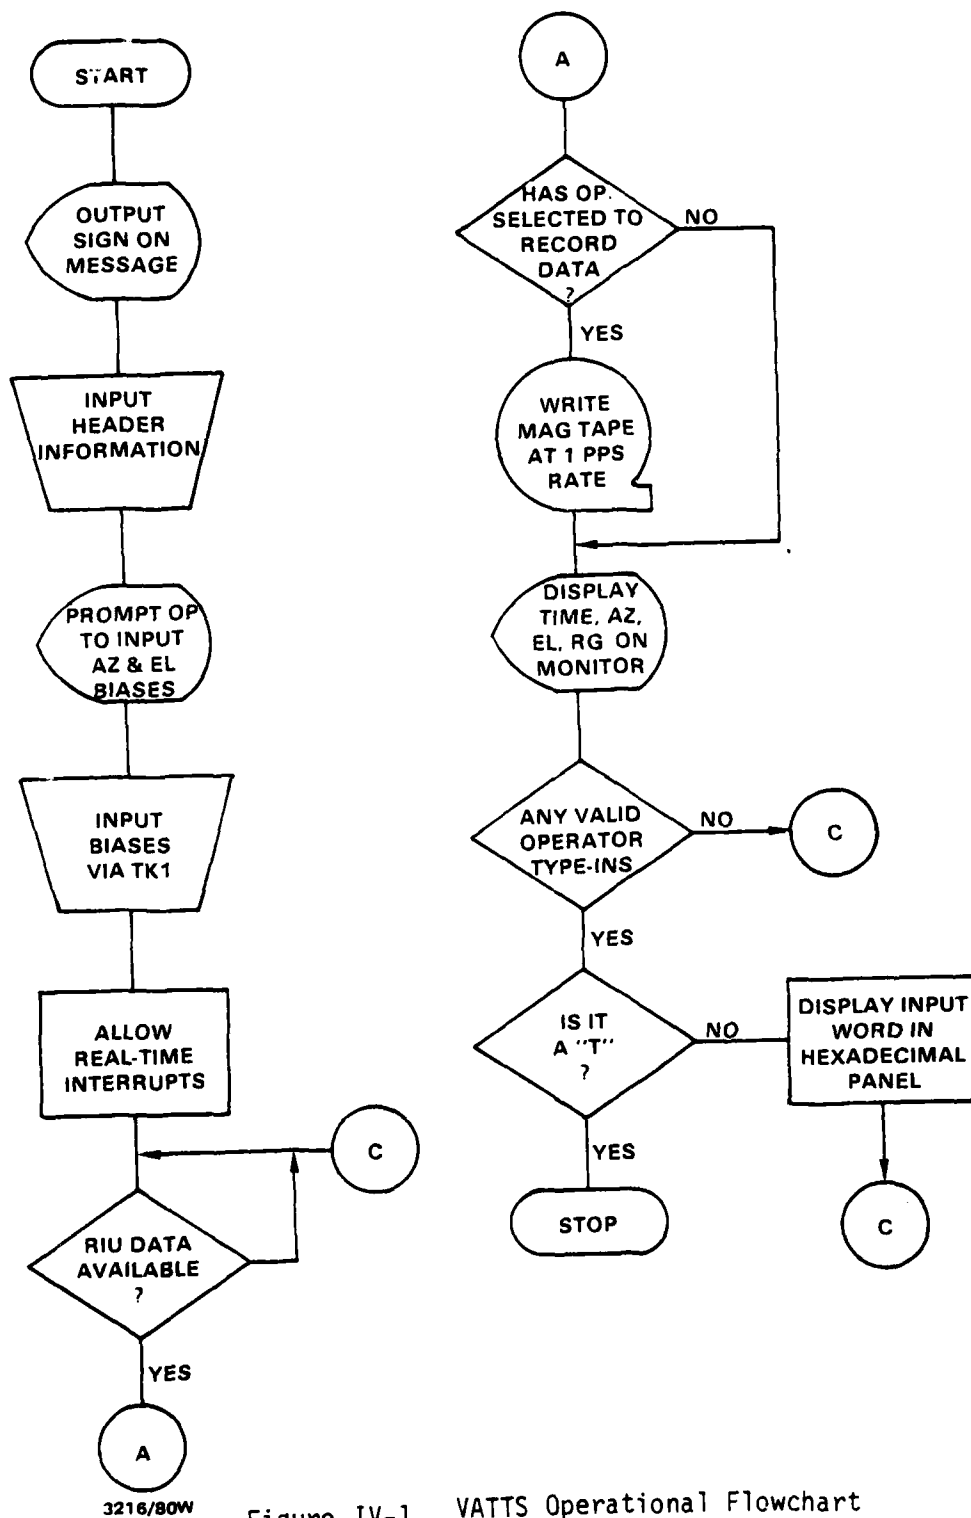 START
OUTPUT
SIGN ON
MESSAGE
INPUT
HEADER
INFORMATION
PROMPT OP
TO INPUT
AZ & EL
BIASES
INPUT
BIASES
VIA TK1
ALLOW
REAL-TIME
INTERRUPTS
C
RIU DATA
AVAILABLE
?
YES
A
3216/80W
A
HAS OP.
SELECTED TO
RECORD
DATA
?
NO
YES
WRITE
MAG TAPE
AT 1 PPS
RATE
DISPLAY
TIME, AZ,
EL, RG ON
MONITOR
ANY VALID
OPERATOR
TYPE-INS
NO
C
YES
IS IT
A "T"
?
NO
DISPLAY INPUT
WORD IN
HEXADECIMAL
PANEL
C
YES
STOP
Figure IV-1 VATTS Operational Flowchart